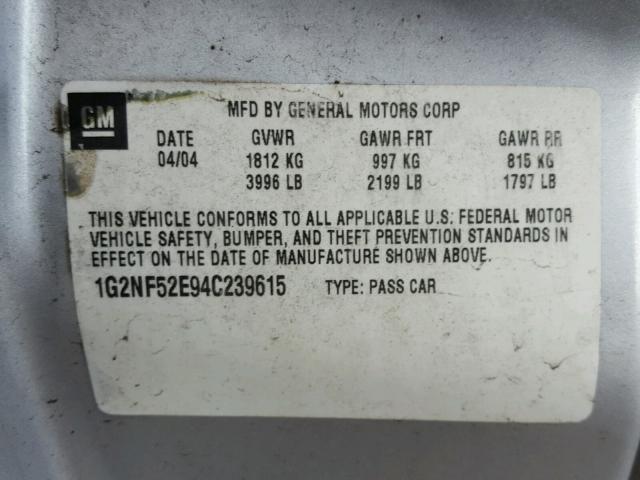 GM
MFD BY GENERAL MOTORS CORP
DATE GVWR GAWR FRT GAWR RR
04/04 1812 KG 997 KG 815 KG
3996 LB 2199 LB 1797 LB
THIS VEHICLE CONFORMS TO ALL APPLICABLE U.S. FEDERAL MOTOR
VEHICLE SAFETY, BUMPER, AND THEFT PREVENTION STANDARDS IN
EFFECT ON THE DATE OF MANUFACTURE SHOWN ABOVE.
1G2NF52E94C239615 TYPE: PASS CAR